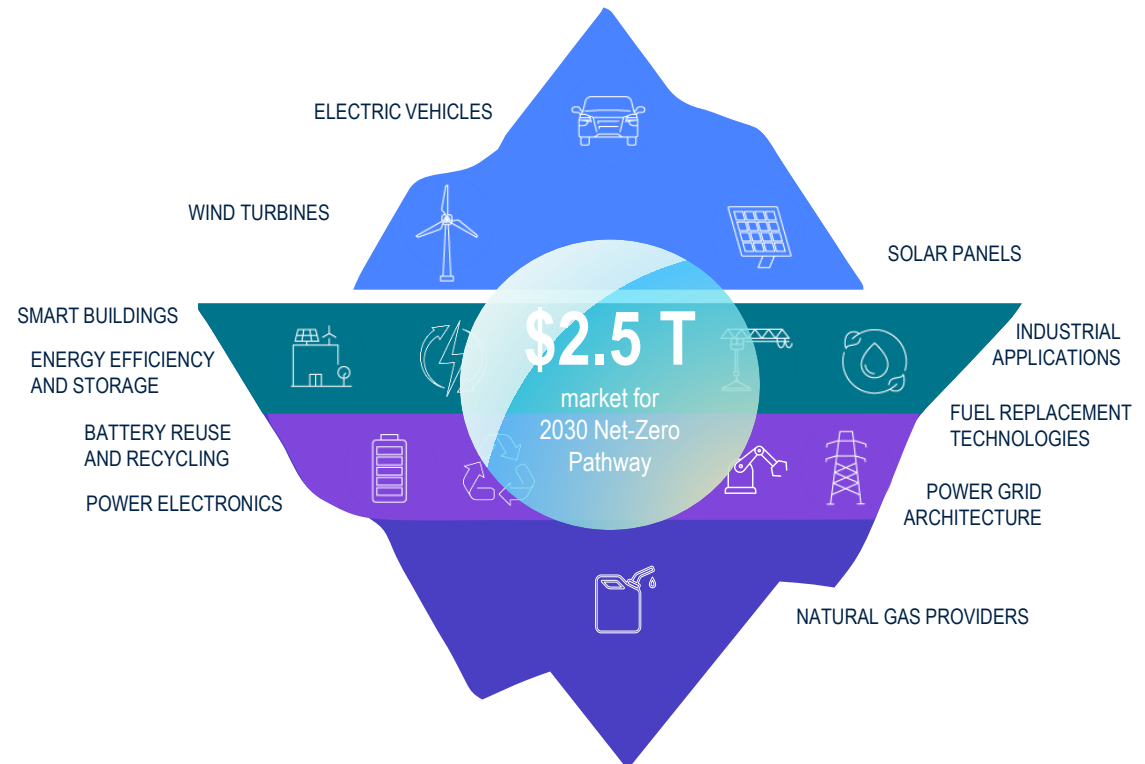 ELECTRIC VEHICLES
WIND TURBINES
SOLAR PANELS
SMART BUILDINGS
ENERGY EFFICIENCY
AND STORAGE
BATTERY REUSE
AND RECYCLING
POWER ELECTRONICS
$2.5 T
market for
2030 Net-Zero
Pathway
INDUSTRIAL
APPLICATIONS
FUEL REPLACEMENT
TECHNOLOGIES
POWER GRID
ARCHITECTURE
NATURAL GAS PROVIDERS